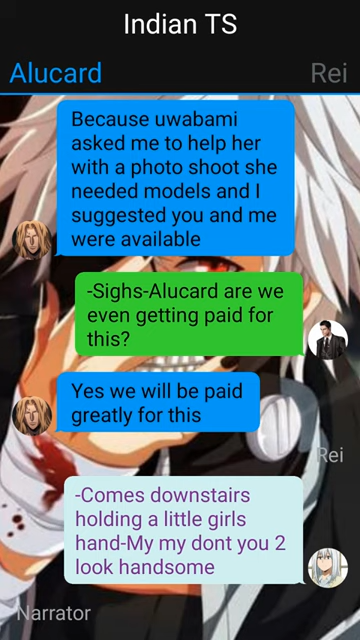 Indian TS
Alucard
Rei
Because uwabami
asked me to help her
with a photo shoot she
needed models and I
suggested you and me
were available
-Sighs-Alucard are we
even getting paid for
this?
Yes we will be paid
greatly for this
Rei
-Comes downstairs
holding a little girls
hand-My my dont you 2
look handsome
Narrator